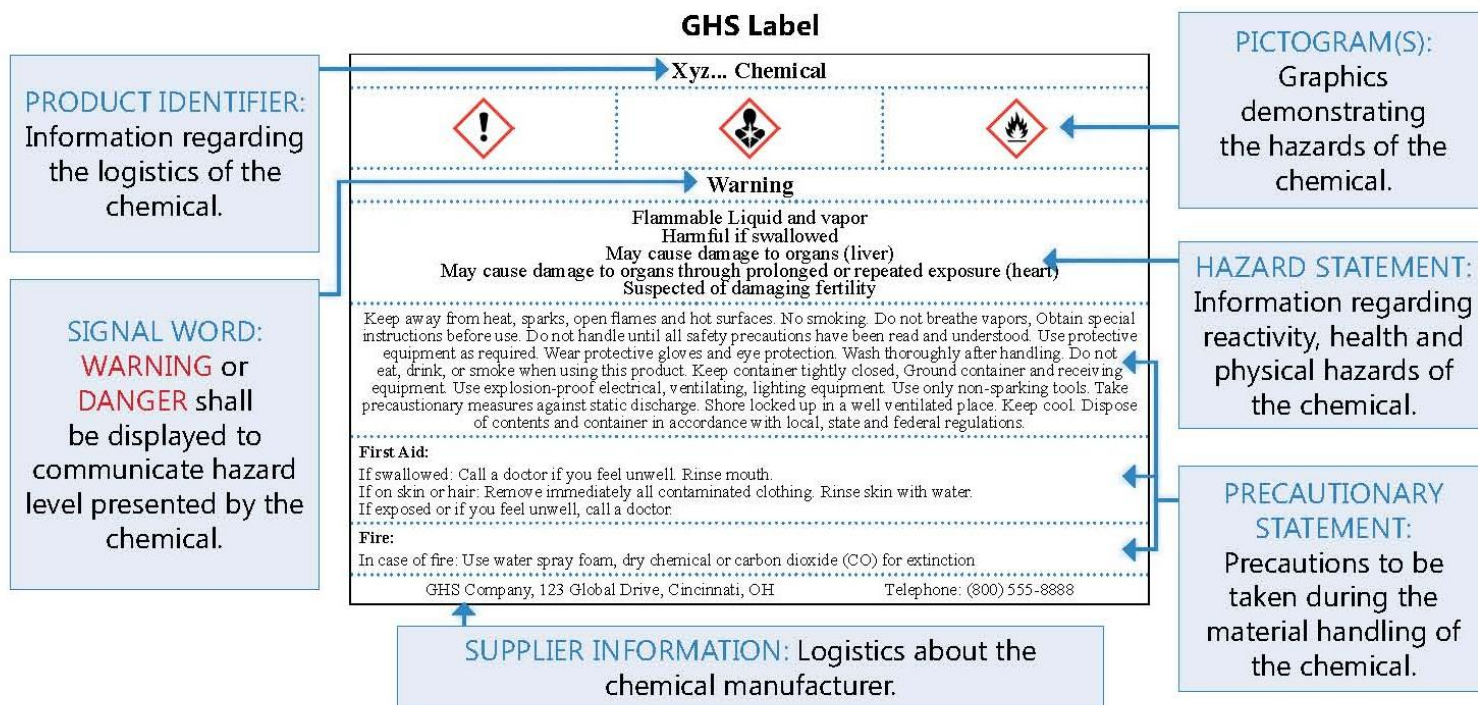 GHS Label
PRODUCT IDENTIFIER:
Information regarding
the logistics of the
chemical.
SIGNAL WORD:
WARNING or
DANGER shall
be displayed to
communicate hazard
level presented by the
chemical.
Xyz... Chemical
Warning
Flammable Liquid and vapor
Harmful if swallowed
May cause damage to organs (liver)
May cause damage to organs through prolonged or repeated exposure (heart)
Suspected of damaging fertility
Keep away from heat, sparks, open flames and hot surfaces. No smoking. Do not breathe vapors, Obtain special
instructions before use. Do not handle until all safety precautions have been read and understood. Use protective
equipment as required. Wear protective gloves and eye protection. Wash thoroughly after handling. Do not
eat, drink, or smoke when using this product. Keep container tightly closed, Ground container and receiving
equipment. Use explosion-proof electrical, ventilating, lighting equipment. Use only non-sparking tools. Take
precaustionary measures against static discharge. Shore locked up in a well ventilated place. Keep cool. Dispose
of contents and container in accordance with local, state and federal regulations.
First Aid:
If swallowed: Call a doctor if you feel unwell. Rinse mouth.
If on skin or hair: Remove immediately all contaminated clothing. Rinse skin with water.
If exposed or if you feel unwell, call a doctor.
Fire:
In case of fire: Use water spray foam, dry chemical or carbon dioxide (CO) for extinction
GHS Company, 123 Global Drive, Cincinnati, OH Telephone: (800) 555-8888
PICTOGRAM(S):
Graphics
demonstrating
the hazards of the
chemical.
HAZARD STATEMENT:
Information regarding
reactivity, health and
physical hazards of
the chemical.
PRECAUTIONARY
STATEMENT:
Precautions to be
taken during the
material handling of
the chemical.
SUPPLIER INFORMATION: Logistics about the
chemical manufacturer.